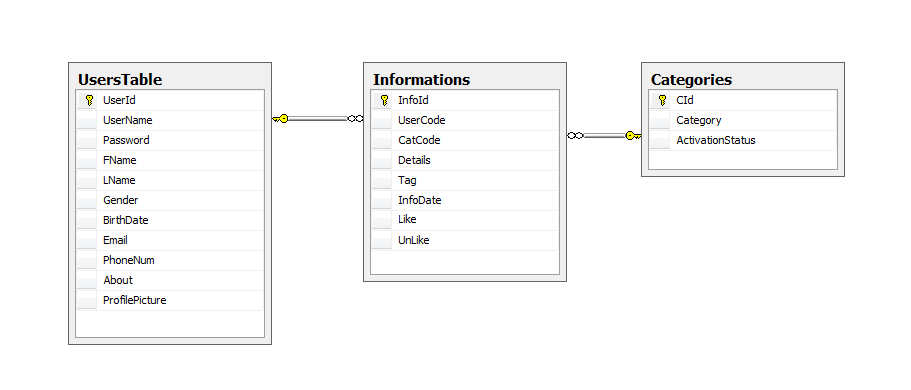 UsersTable
UserId
UserName
Password
FName
LName
Gender
BirthDate
Email
PhoneNum
About
ProfilePicture
Informations
InfoId
UserCode
CatCode
Details
Tag
InfoDate
Like
UnLike
Categories
CId
Category
ActivationStatus